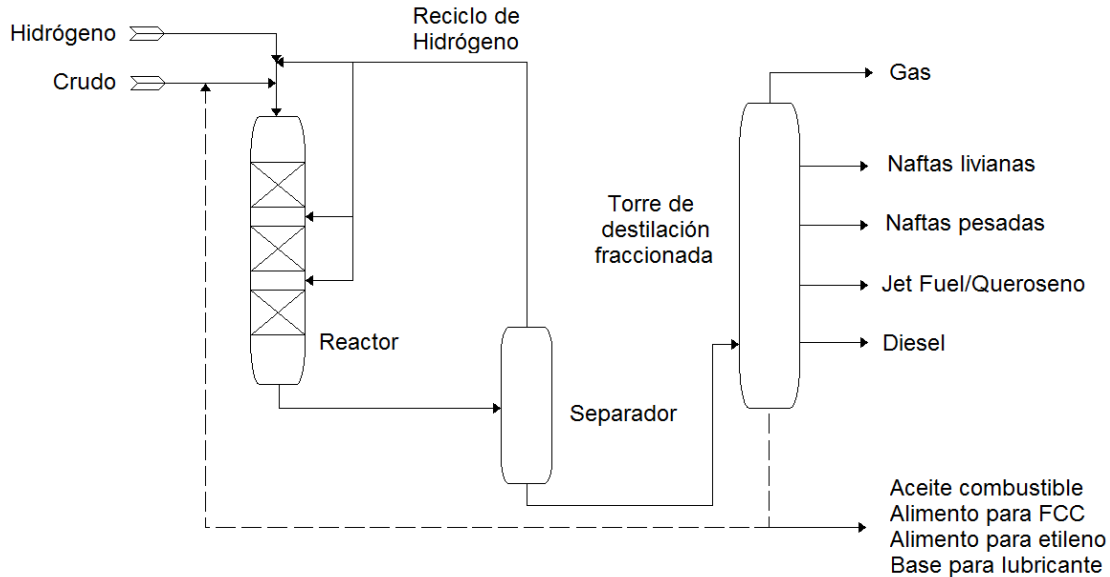 Reciclo de
Hidrógeno
Hidrógeno
Crudo
Gas
Naftas livianas
Torre de
destilación
fraccionada
Naftas pesadas
Jet Fuel/Queroseno
Reactor
Diesel
Separador
Aceite combustible
Alimento para FCC
Alimento para etileno
Base para lubricante